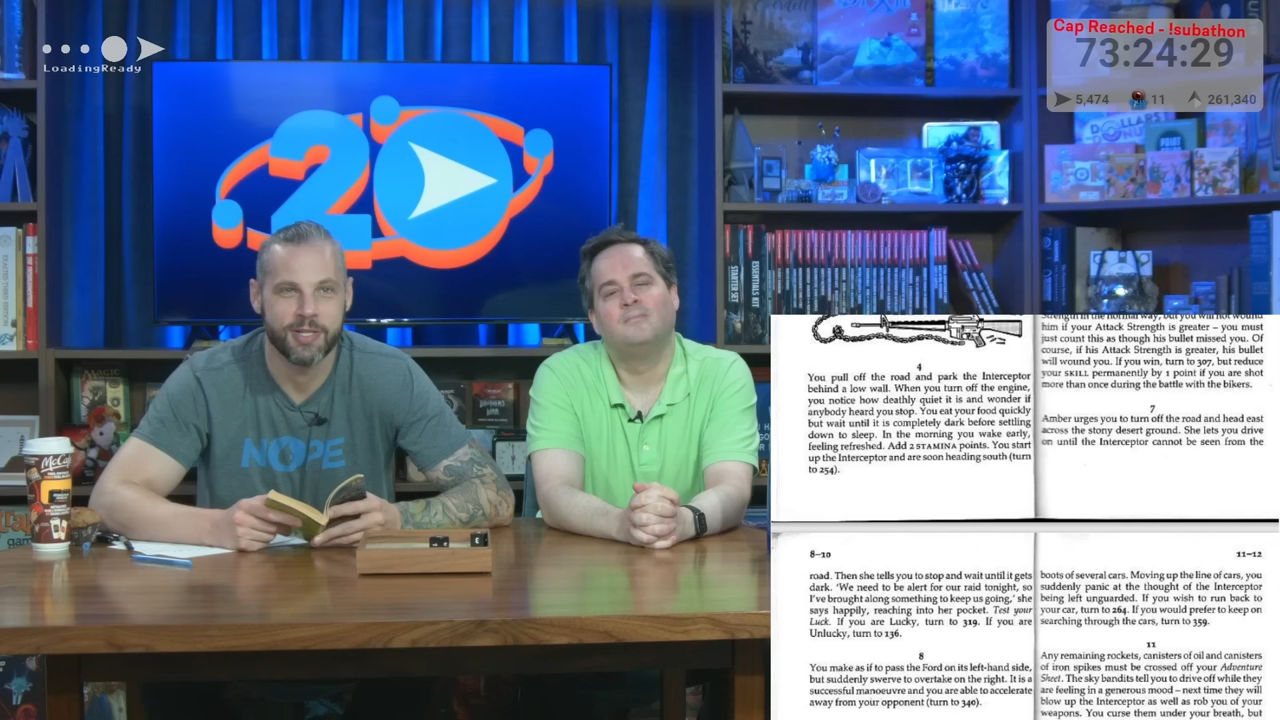 LoadingReady
Cap Reached - !subathon
73:24:29
5,474
11
261,340
20
NOPE
McCafé
STARTER SET
ESSENTIALS KIT
4
You pull off the road and park the Interceptor
behind a low wall. When you turn off the engine,
you notice how deathly quiet it is and wonder if
anybody heard you stop. You eat your food quickly
but wait until it is completely dark before settling
down to sleep. In the morning you wake early,
feeling refreshed. Add 2 STAMINA points. You start
up the Interceptor and are soon heading south (turn
to 254).
Strength in the normal way, but you will not wound
him if your Attack Strength is greater – you must
just count this as though his bullet missed you. Of
course, if his Attack Strength is greater, his bullet
will wound you. If you win, turn to 307, but reduce
your SKILL permanently by 1 point if you are shot
more than once during the battle with the bikers.
7
Amber urges you to turn off the road and head east
across the stony desert ground. She lets you drive
on until the Interceptor cannot be seen from the
8–10
road. Then she tells you to stop and wait until it gets
dark. 'We need to be alert for our raid tonight, so
I've brought along something to keep us going,' she
says happily, reaching into her pocket. Test your
Luck. If you are Lucky, turn to 319. If you are
Unlucky, turn to 136.
8
You make as if to pass the Ford on its left-hand side,
but suddenly swerve to overtake on the right. It is a
successful manoeuvre and you are able to accelerate
away from your opponent (turn to 340).
11–12
boots of several cars. Moving up the line of cars, you
suddenly panic at the thought of the Interceptor
being left unguarded. If you wish to run back to
your car, turn to 264. If you would prefer to keep on
searching through the cars, turn to 359.
11
Any remaining rockets, canisters of oil and canisters
of iron spikes must be crossed off your Adventure
Sheet. The sky bandits tell you to drive off while they
are feeling in a generous mood – next time they will
blow up the Interceptor as well as rob you of your
weapons. You curse them under your breath, but